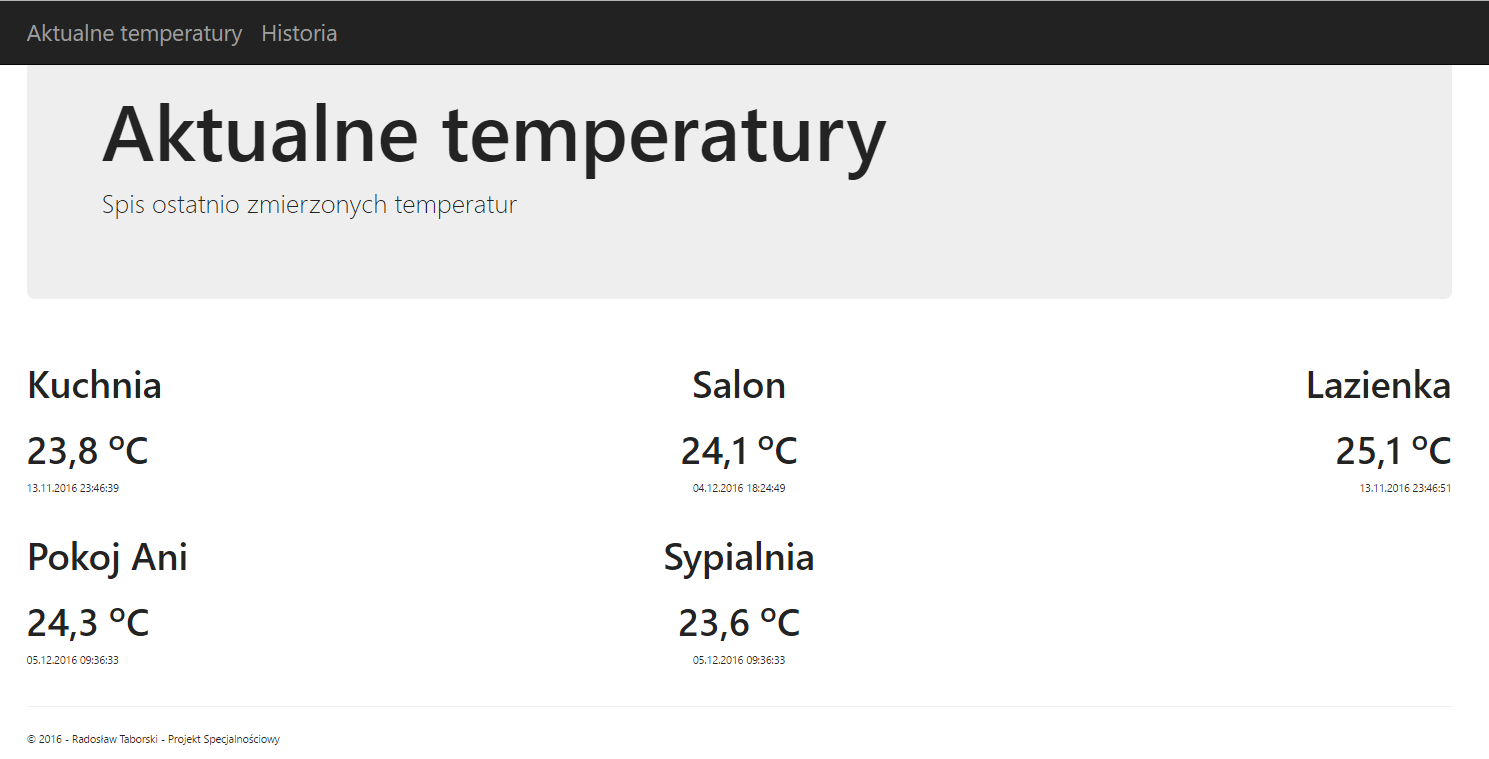 Aktualne temperatury Historia
Aktualne temperatury
Spis ostatnio zmierzonych temperatur
Kuchnia Salon Lazienka
23,8 ºC 24,1 ºC 25,1 ºC
13.11.2016 23:46:39 04.12.2016 18:24:49 13.11.2016 23:46:51
Pokoj Ani Sypialnia
24,3 ºC 23,6 ºC
05.12.2016 09:36:33 05.12.2016 09:36:33
© 2016 - Radosław Taborski - Projekt Specjalnościowy